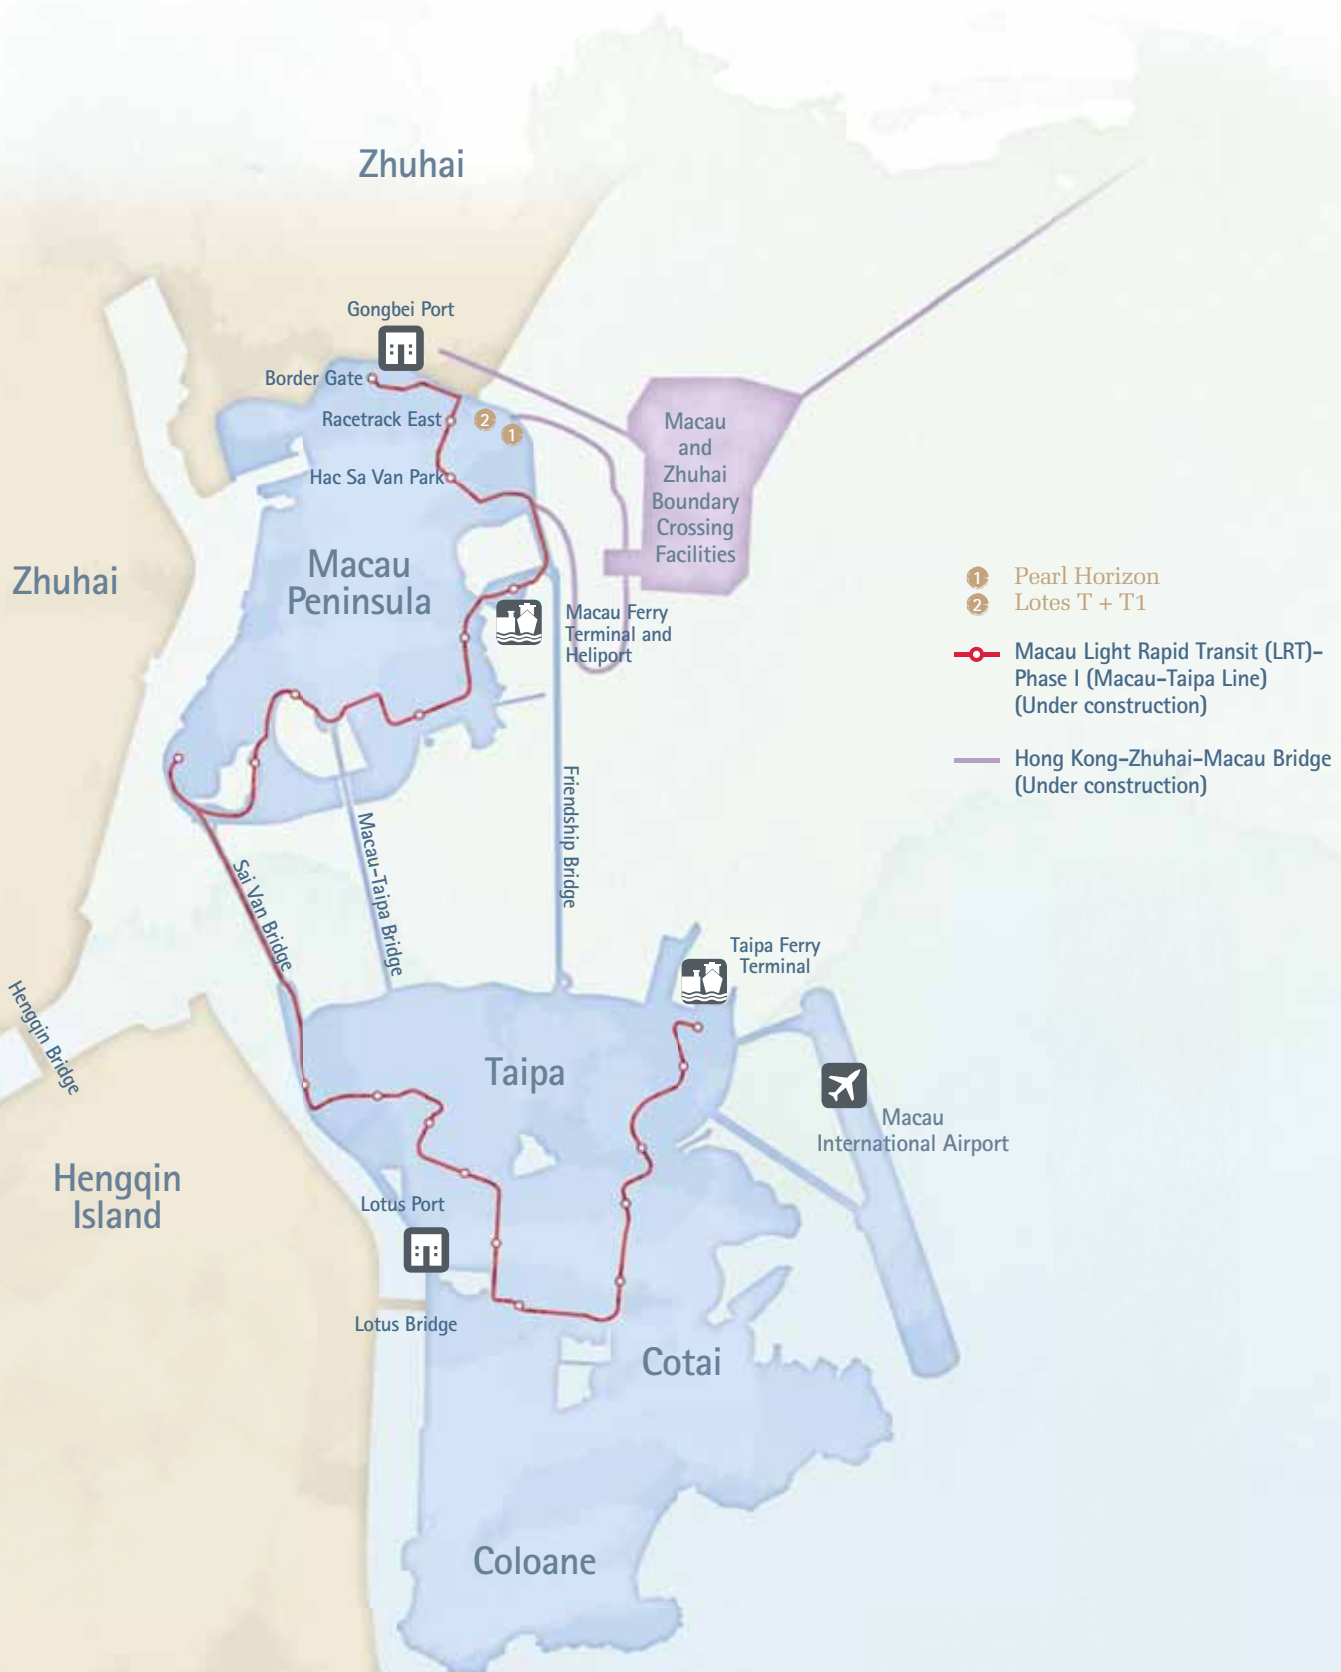 Zhuhai
Gongbei Port
Border Gate
Racetrack East
2
1
Hac Sa Van Park
Macau
and
Zhuhai
Boundary
Crossing
Facilities
Macau
Peninsula
Zhuhai
Macau Ferry
Terminal and
Heliport
1 Pearl Horizon
2 Lotes T + T1
Macau Light Rapid Transit (LRT)–
Phase I (Macau–Taipa Line)
(Under construction)
Hong Kong–Zhuhai–Macau Bridge
(Under construction)
Friendship Bridge
Macau–Taipa Bridge
Sai Van Bridge
Taipa Ferry
Terminal
Hengqin Bridge
Taipa
Macau
International Airport
Hengqin
Island
Lotus Port
Lotus Bridge
Cotai
Coloane